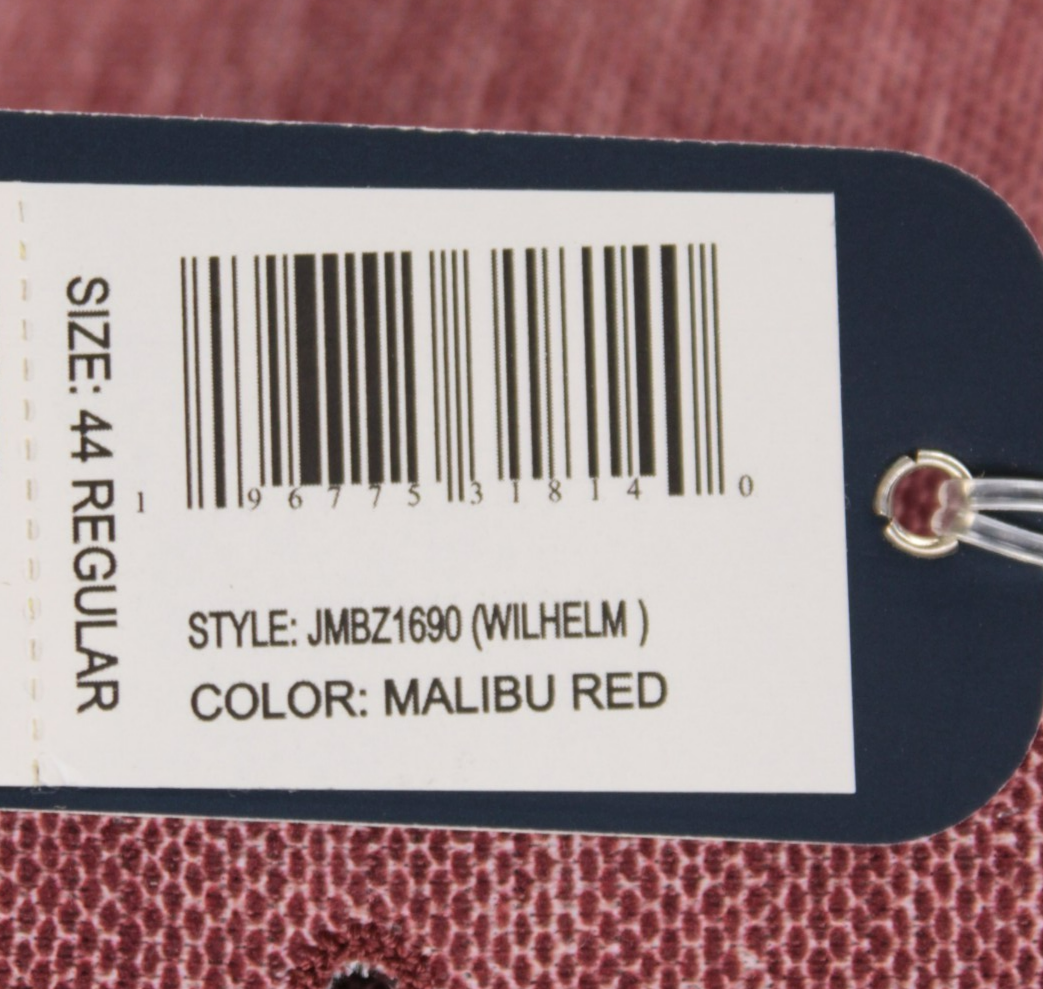 SIZE: 44 REGULAR
1 96775 31814 0
STYLE: JMBZ1690 (WILHELM )
COLOR: MALIBU RED